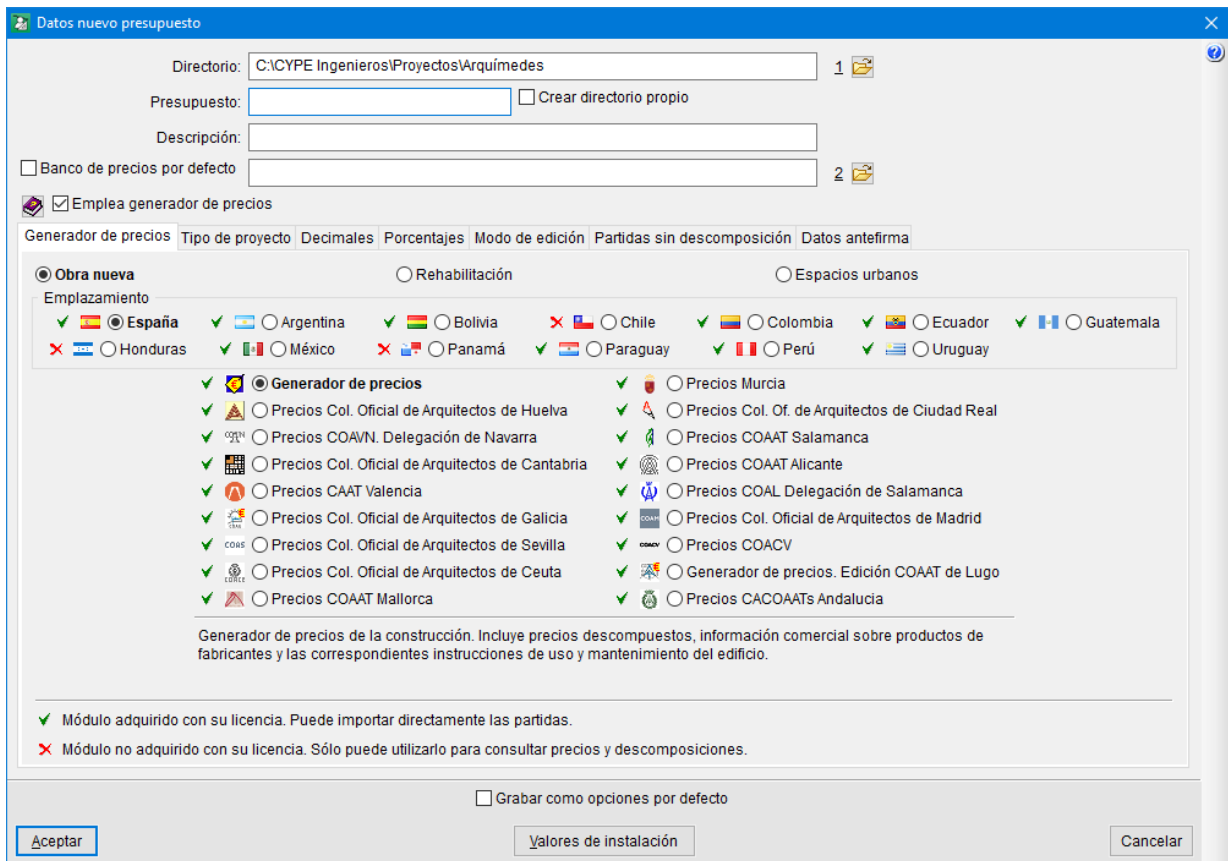 Datos nuevo presupuesto
Directorio: C:\CYPE Ingenieros\Proyectos\Arquímedes 1
Presupuesto: Crear directorio propio
Descripción:
Banco de precios por defecto 2
Emplea generador de precios
Generador de precios Tipo de proyecto Decimales Porcentajes Modo de edición Partidas sin descomposición Datos antefirma
Obra nueva Rehabilitación Espacios urbanos
Emplazamiento
España Argentina Bolivia Chile Colombia Ecuador Guatemala
Honduras México Panamá Paraguay Perú Uruguay
Generador de precios Precios Murcia
Precios Col. Oficial de Arquitectos de Huelva Precios Col. Of. de Arquitectos de Ciudad Real
Precios COAVN. Delegación de Navarra Precios COAAT Salamanca
Precios Col. Oficial de Arquitectos de Cantabria Precios COAAT Alicante
Precios CAAT Valencia Precios COAL Delegación de Salamanca
Precios Col. Oficial de Arquitectos de Galicia COAM Precios Col. Oficial de Arquitectos de Madrid
COAS Precios Col. Oficial de Arquitectos de Sevilla COACV Precios COACV
Precios Col. Oficial de Arquitectos de Ceuta Generador de precios. Edición COAAT de Lugo
Precios COAAT Mallorca Precios CACOAATs Andalucia
Generador de precios de la construcción. Incluye precios descompuestos, información comercial sobre productos de
fabricantes y las correspondientes instrucciones de uso y mantenimiento del edificio.
Módulo adquirido con su licencia. Puede importar directamente las partidas.
Módulo no adquirido con su licencia. Sólo puede utilizarlo para consultar precios y descomposiciones.
Grabar como opciones por defecto
Aceptar Valores de instalación Cancelar